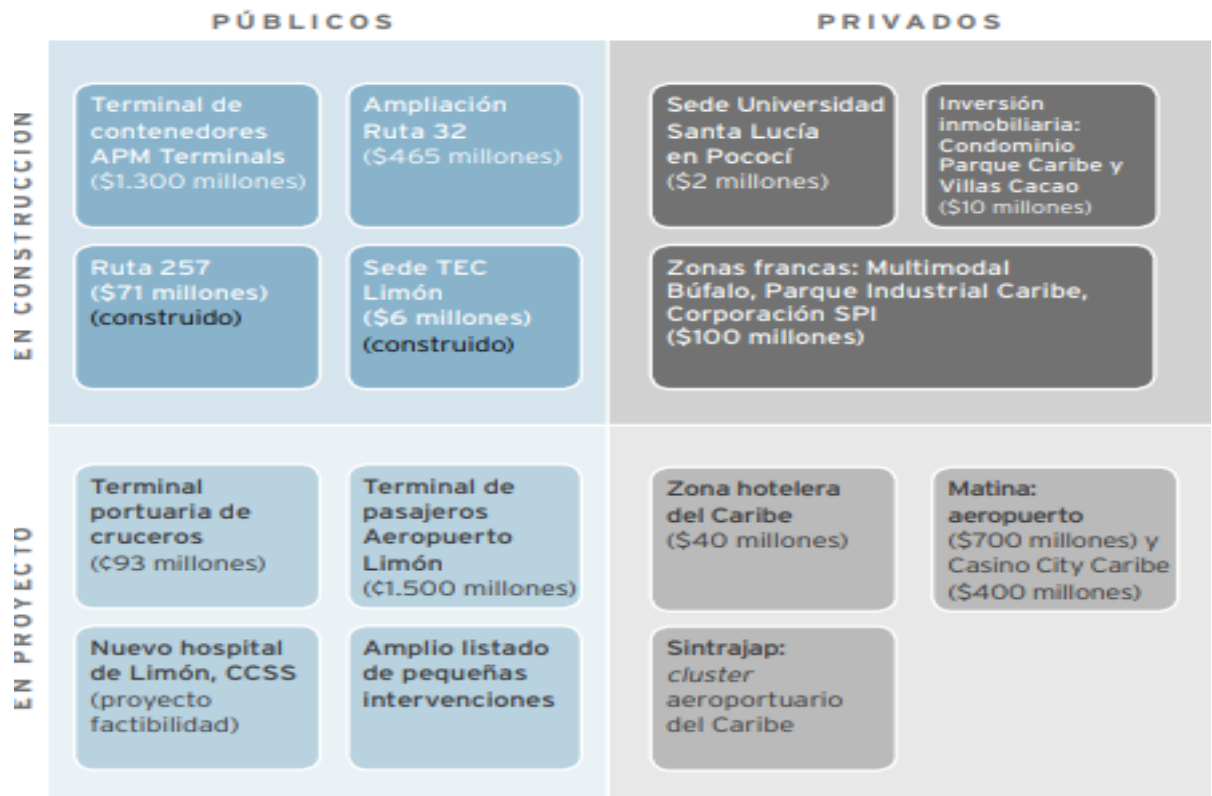 PÚBLICOS
PRIVADOS
EN CONSTRUCCIÓN
Terminal de
contenedores
APM Terminals
($1.300 millones)
Ampliación
Ruta 32
($465 millones)
Sede Universidad
Santa Lucía
en Pococí
($2 millones)
Inversión
inmobiliaria:
Condominio
Parque Caribe y
Villas Cacao
($10 millones)
Ruta 257
($71 millones)
(construido)
Sede TEC
Limón
($6 millones)
(construido)
Zonas francas: Multimodal
Búfalo, Parque Industrial Caribe,
Corporación SPI
($100 millones)
EN PROYECTO
Terminal
portuaria de
cruceros
(¢93 millones)
Terminal de
pasajeros
Aeropuerto
Limón
(¢1.500 millones)
Zona hotelera
del Caribe
($40 millones)
Matina:
aeropuerto
($700 millones) y
Casino City Caribe
($400 millones)
Nuevo hospital
de Limón, CCSS
(proyecto
factibilidad)
Amplio listado
de pequeñas
intervenciones
Sintrajap:
cluster
aeroportuario
del Caribe